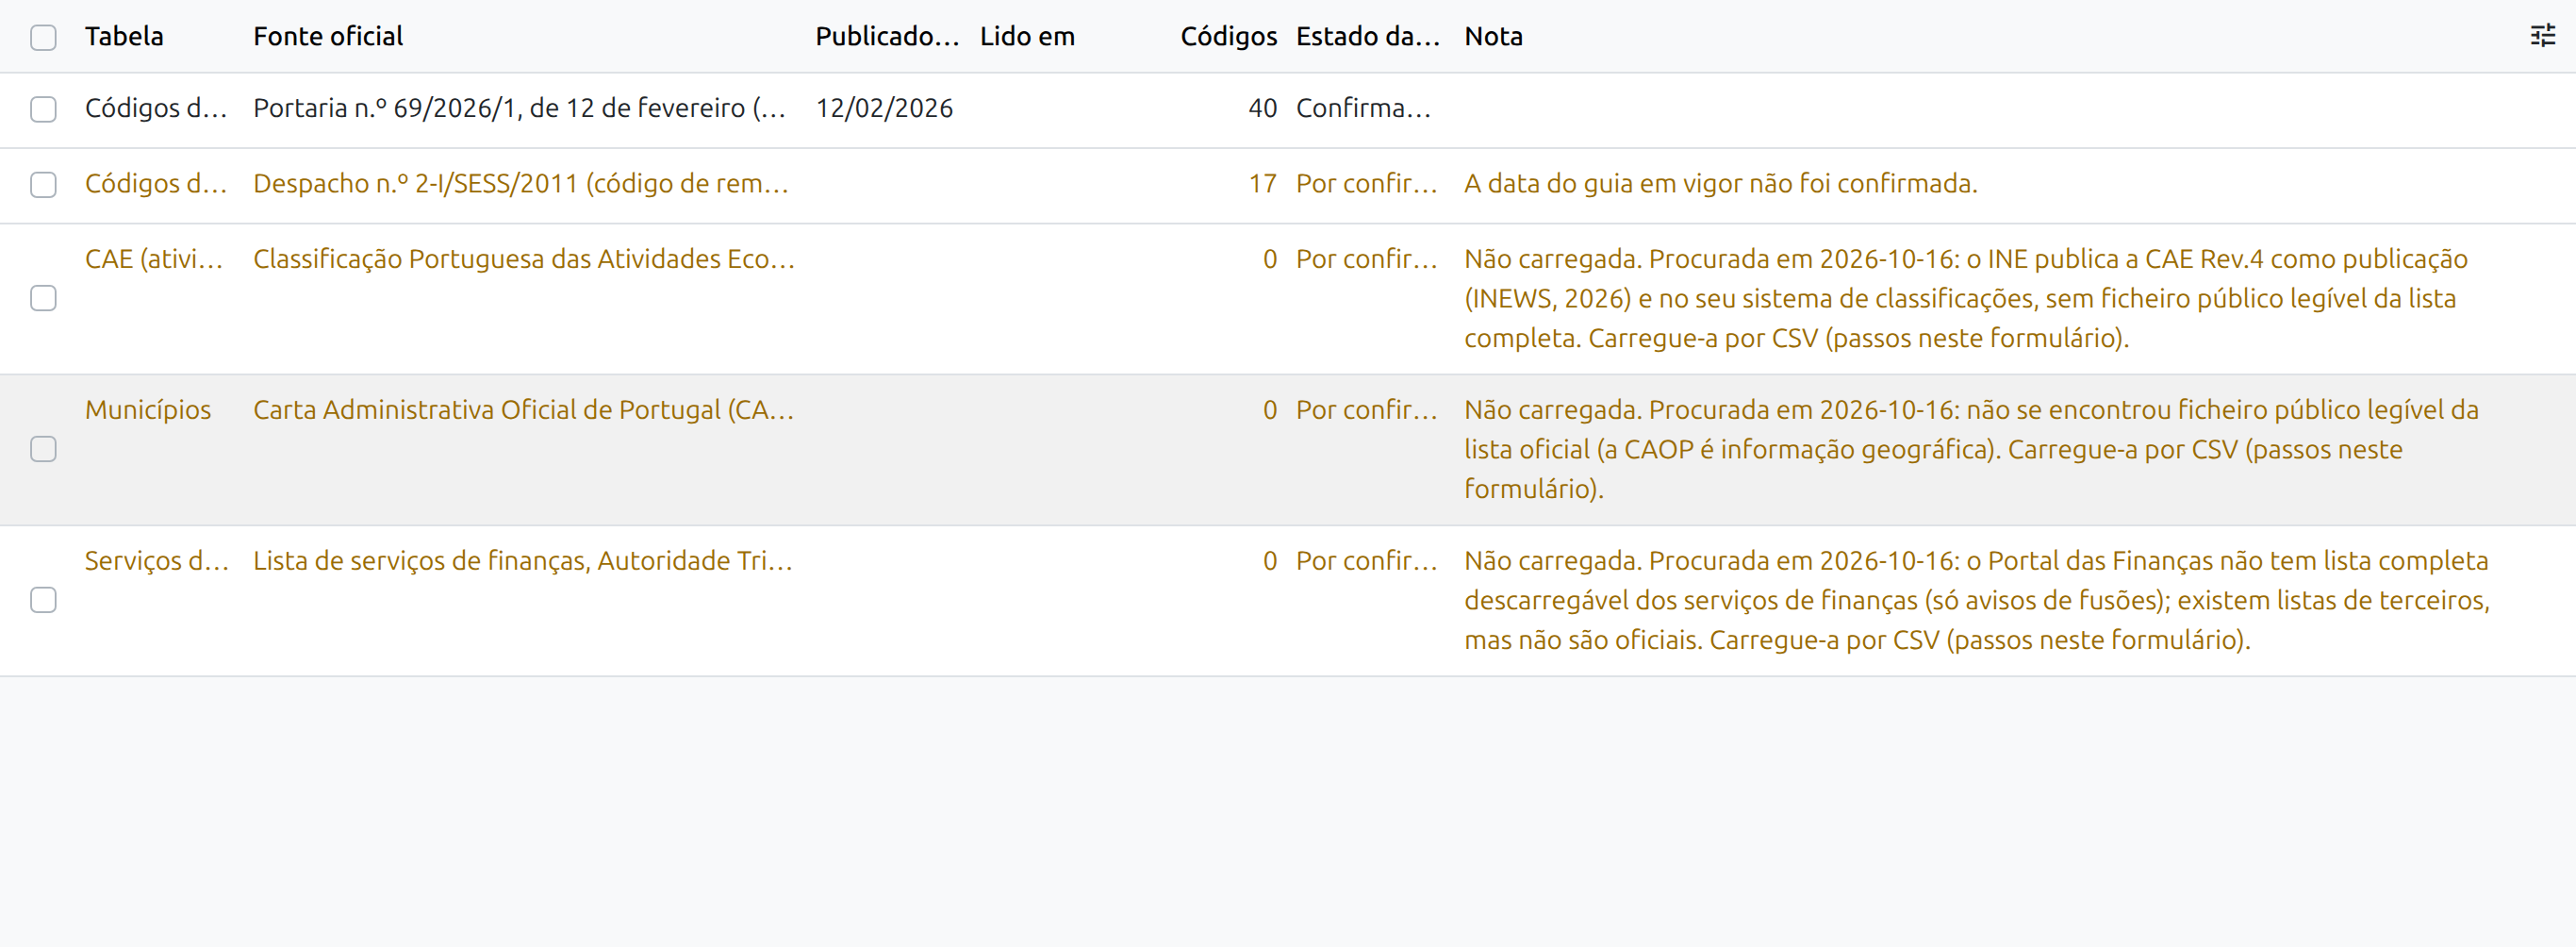 Tabela Fonte oficial Publicado… Lido em Códigos Estado da… Nota
Códigos d… Portaria n.º 69/2026/1, de 12 de fevereiro (… 12/02/2026 40 Confirma…
Códigos d… Despacho n.º 2-I/SESS/2011 (código de rem… 17 Por confir… A data do guia em vigor não foi confirmada.
CAE (ativi… Classificação Portuguesa das Atividades Eco… 0 Por confir… Não carregada. Procurada em 2026-10-16: o INE publica a CAE Rev.4 como publicação
(INEWS, 2026) e no seu sistema de classificações, sem ficheiro público legível da lista
completa. Carregue-a por CSV (passos neste formulário).
Municípios Carta Administrativa Oficial de Portugal (CA… 0 Por confir… Não carregada. Procurada em 2026-10-16: não se encontrou ficheiro público legível da
lista oficial (a CAOP é informação geográfica). Carregue-a por CSV (passos neste
formulário).
Serviços d… Lista de serviços de finanças, Autoridade Tri… 0 Por confir… Não carregada. Procurada em 2026-10-16: o Portal das Finanças não tem lista completa
descarregável dos serviços de finanças (só avisos de fusões); existem listas de terceiros,
mas não são oficiais. Carregue-a por CSV (passos neste formulário).